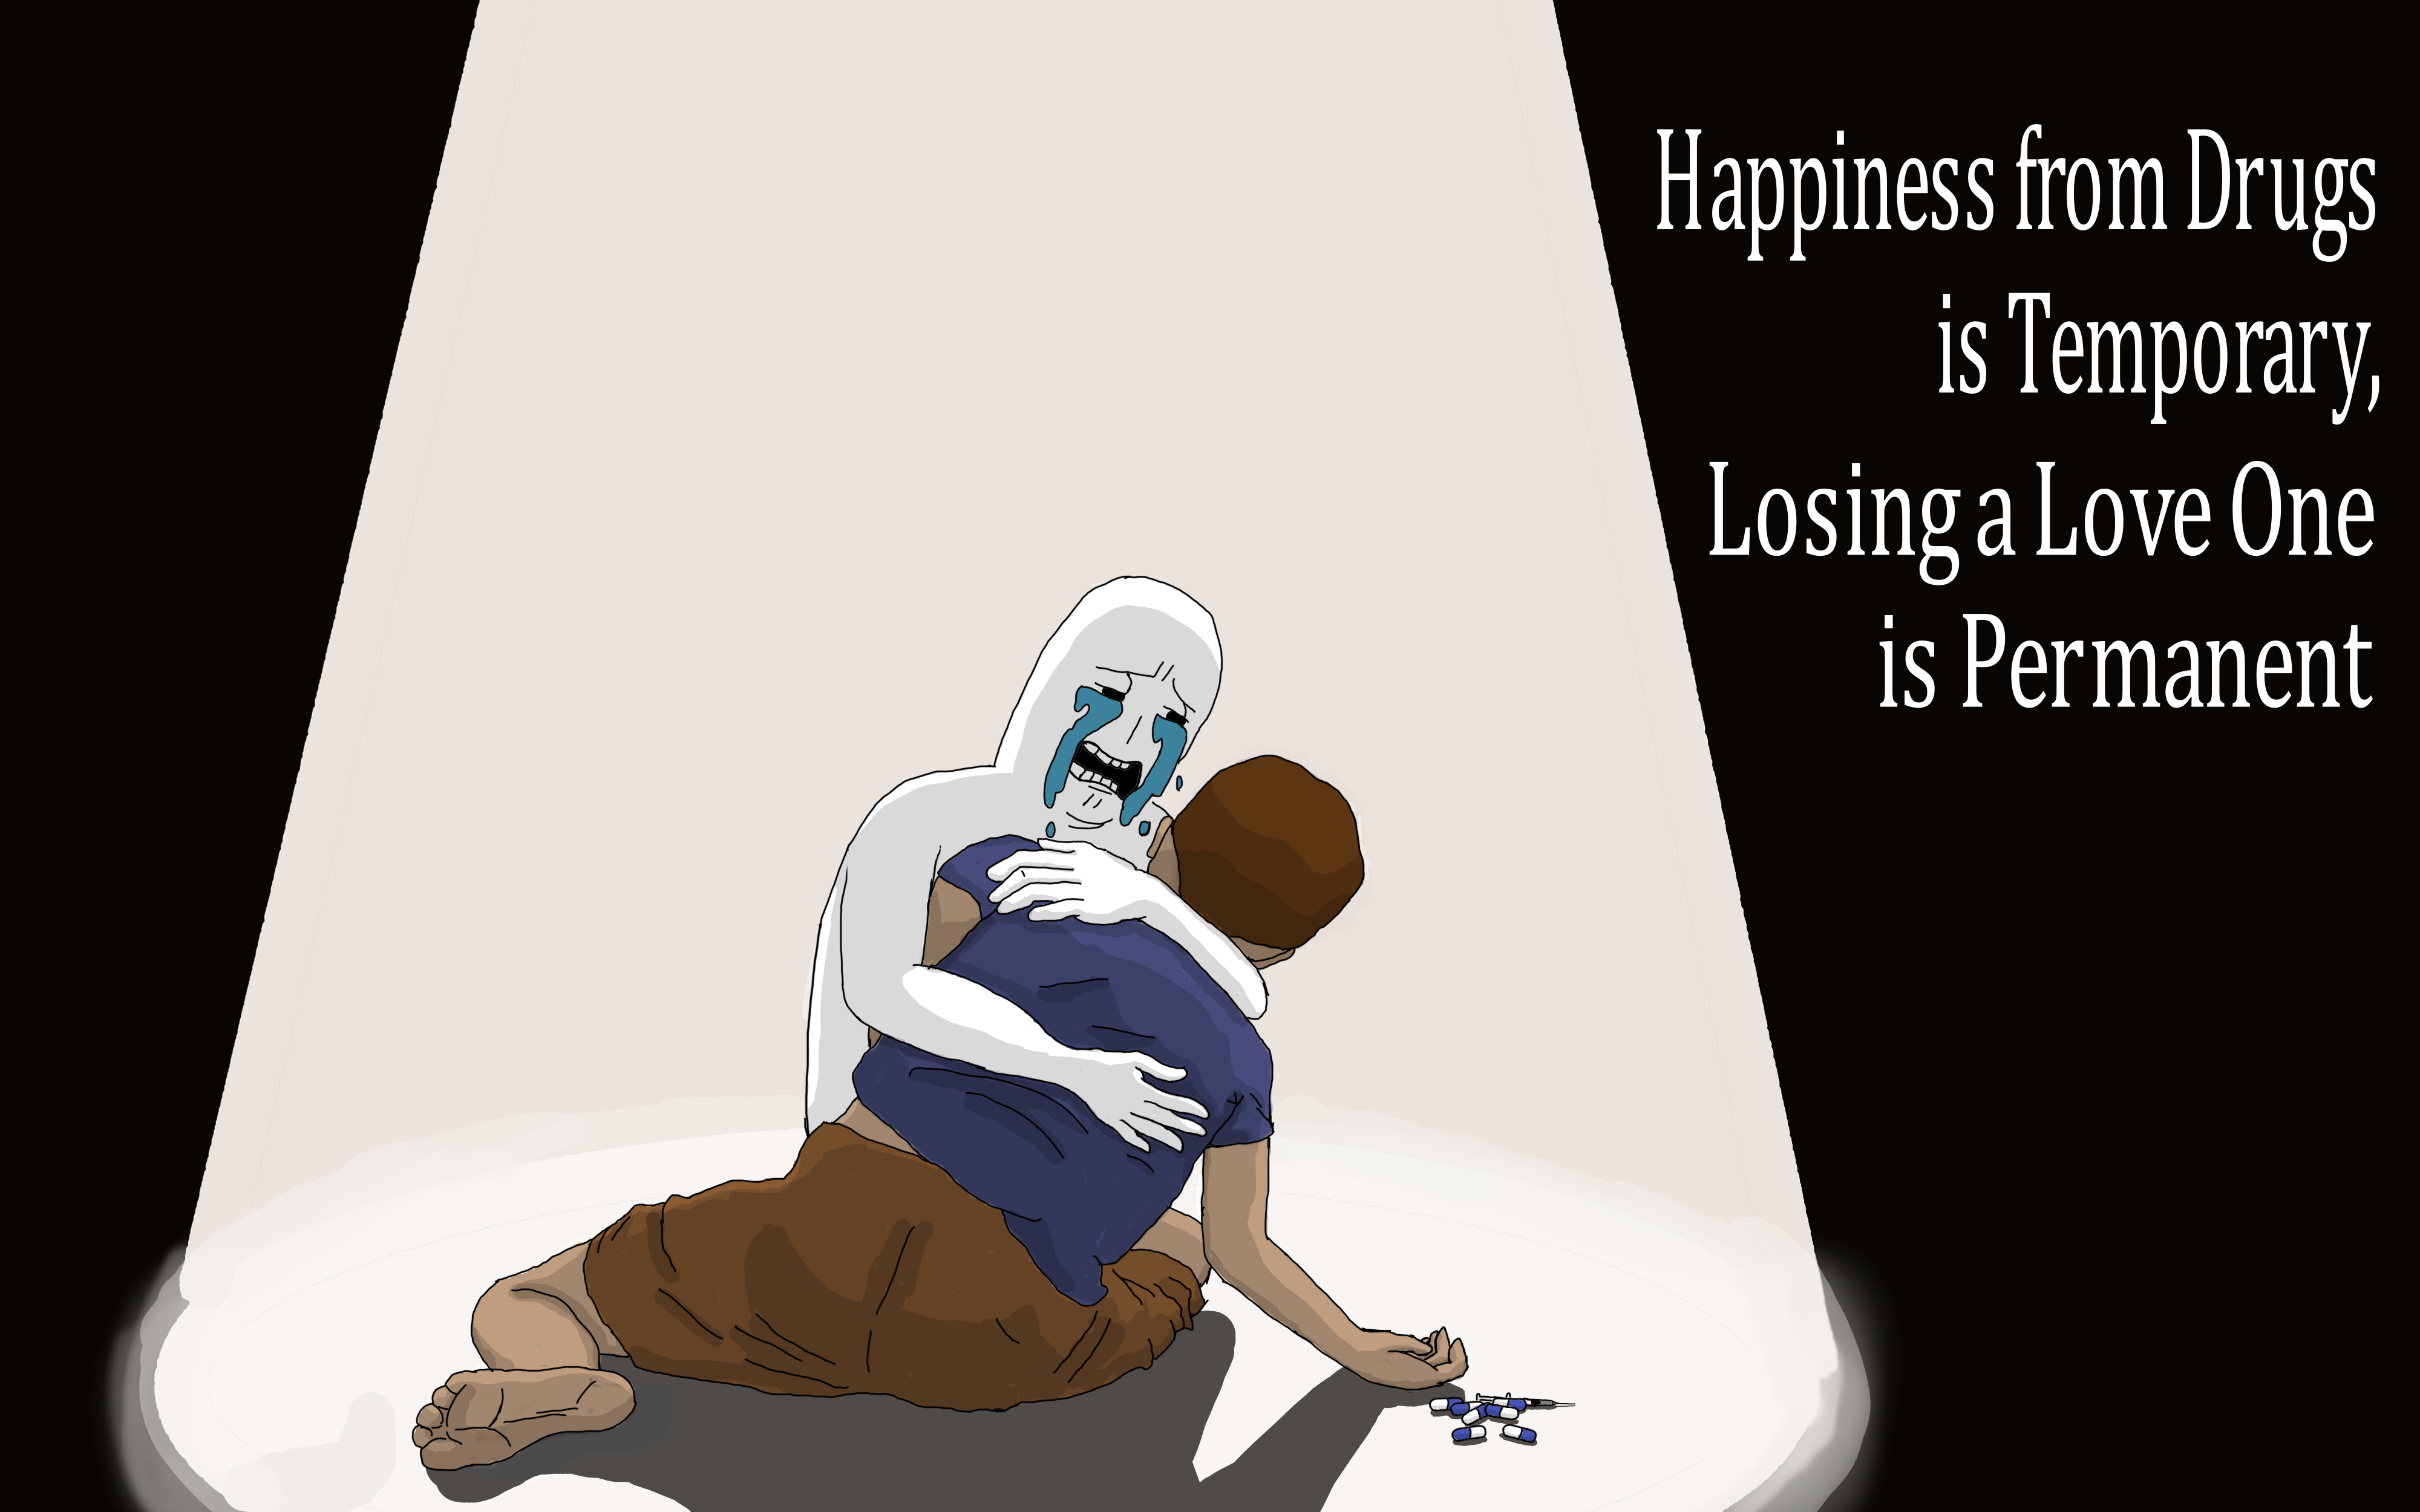 Happiness from Drugs
is Temporary,
Losing a Love One
is Permanent